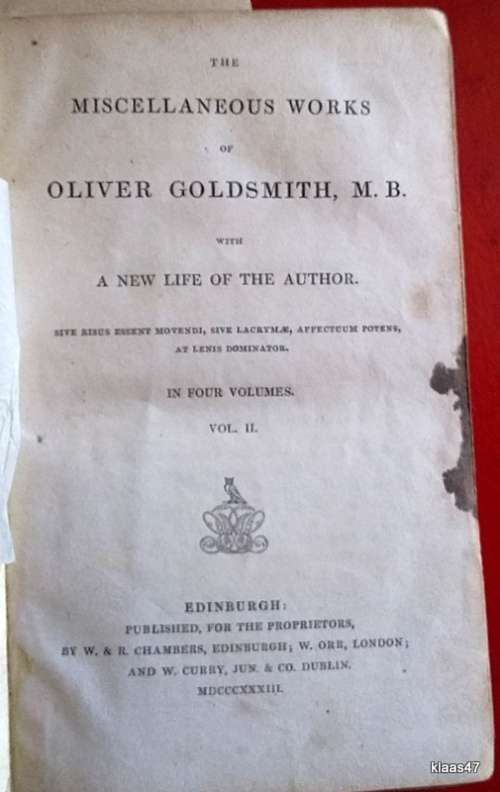 THE
MISCELLANEOUS WORKS
OF
OLIVER GOLDSMITH, M. B.
WITH
A NEW LIFE OF THE AUTHOR.
SIVE RISUS ESSENT MOVENDI, SIVE LACRYMÆ, AFFECTUUM POTENS,
AT LENIS DOMINATOR.
IN FOUR VOLUMES.
VOL. II.
EDINBURGH:
PUBLISHED, FOR THE PROPRIETORS,
BY W. & R. CHAMBERS, EDINBURGH; W. ORR, LONDON;
AND W. CURRY, JUN. & CO. DUBLIN.
MDCCCXXXIII.
klaas47